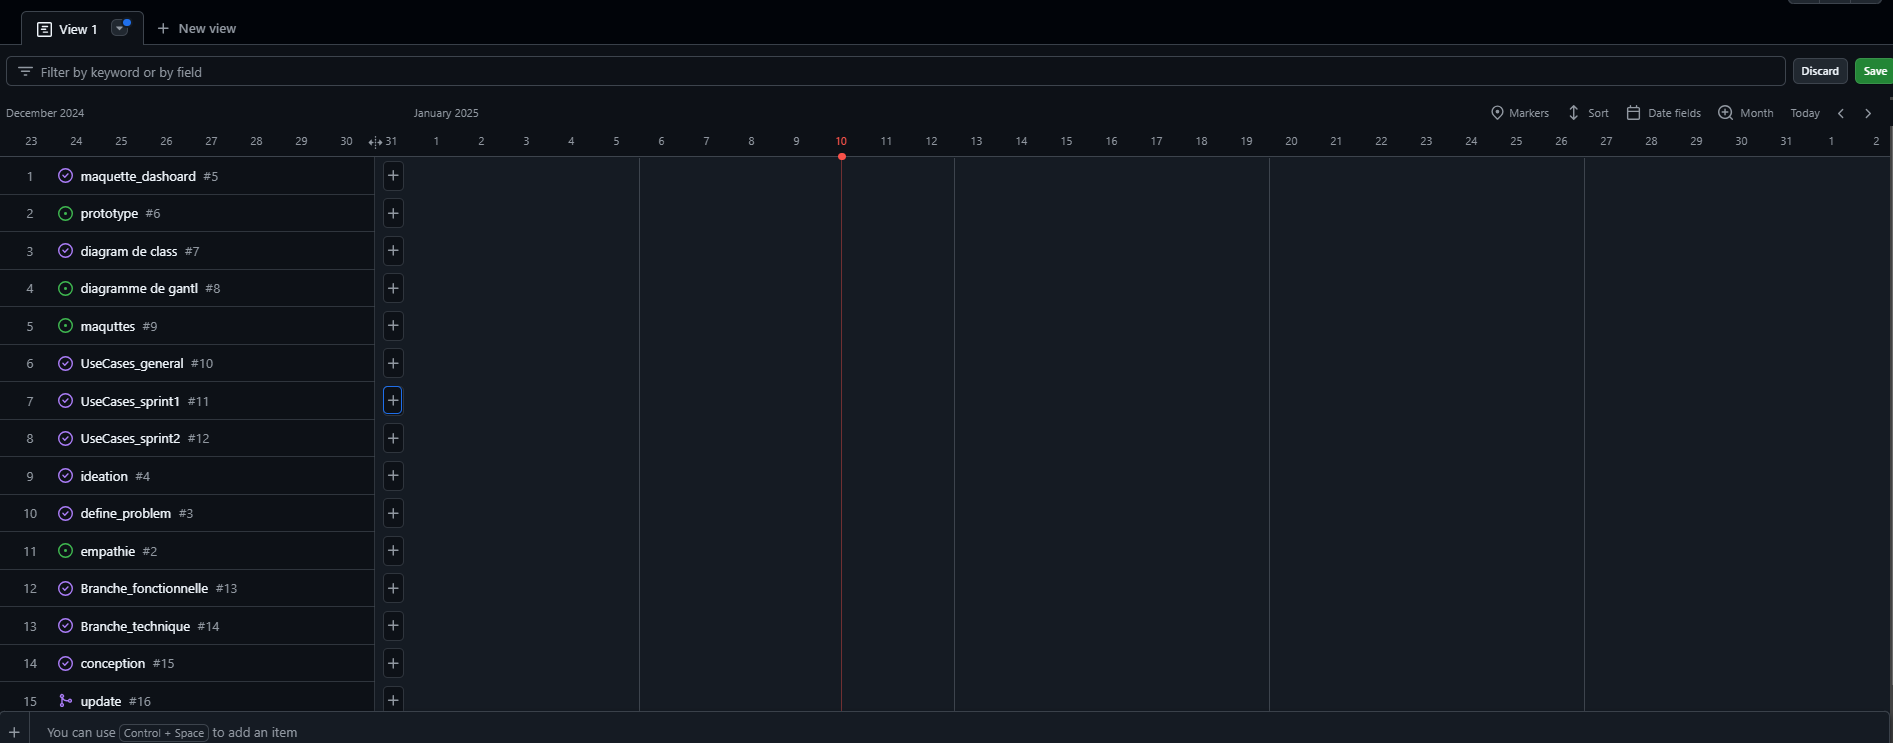 View 1 New view
Filter by keyword or by field Discard Save
December 2024 January 2025 Markers Sort Date fields Month Today
23 24 25 26 27 28 29 30 31 1 2 3 4 5 6 7 8 9 10 11 12 13 14 15 16 17 18 19 20 21 22 23 24 25 26 27 28 29 30 31 1 2
1 maquette_dashoard #5
2 prototype #6
3 diagram de class #7
4 diagramme de gantl #8
5 maquttes #9
6 UseCases_general #10
7 UseCases_sprint1 #11
8 UseCases_sprint2 #12
9 ideation #4
10 define_problem #3
11 empathie #2
12 Branche_fonctionnelle #13
13 Branche_technique #14
14 conception #15
15 update #16
You can use Control + Space to add an item